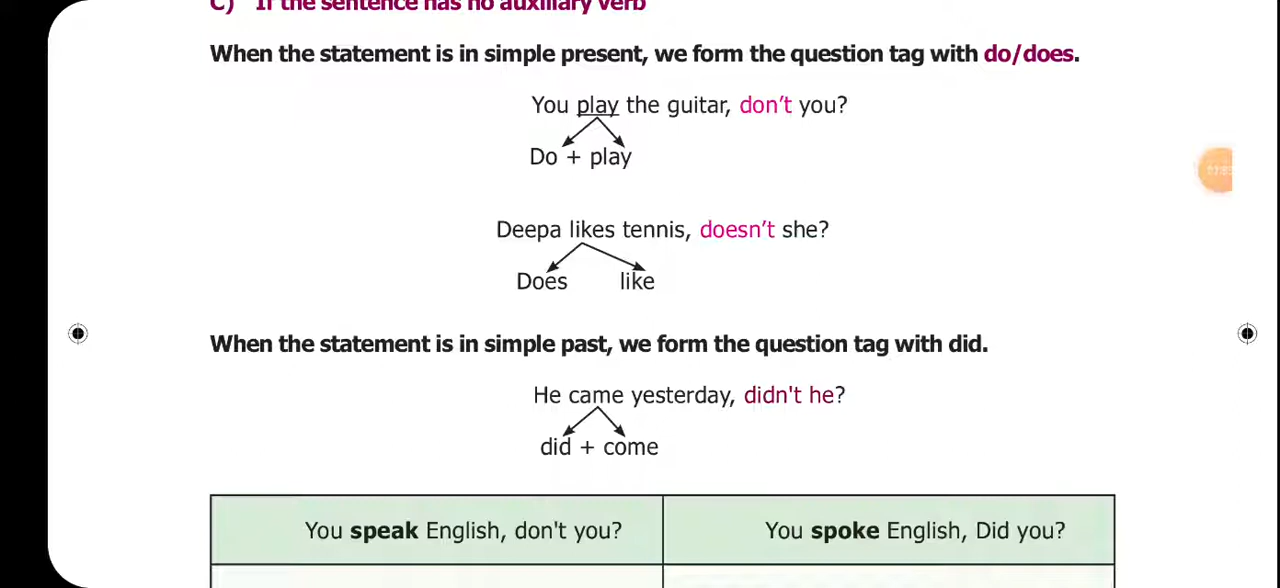 C) If the sentence has no auxiliary verb
When the statement is in simple present, we form the question tag with do/does.
You play the guitar, don't you?
Do + play
Deepa likes tennis, doesn't she?
Does like
When the statement is in simple past, we form the question tag with did.
He came yesterday, didn't he?
did + come
You speak English, don't you?
You spoke English, Did you?